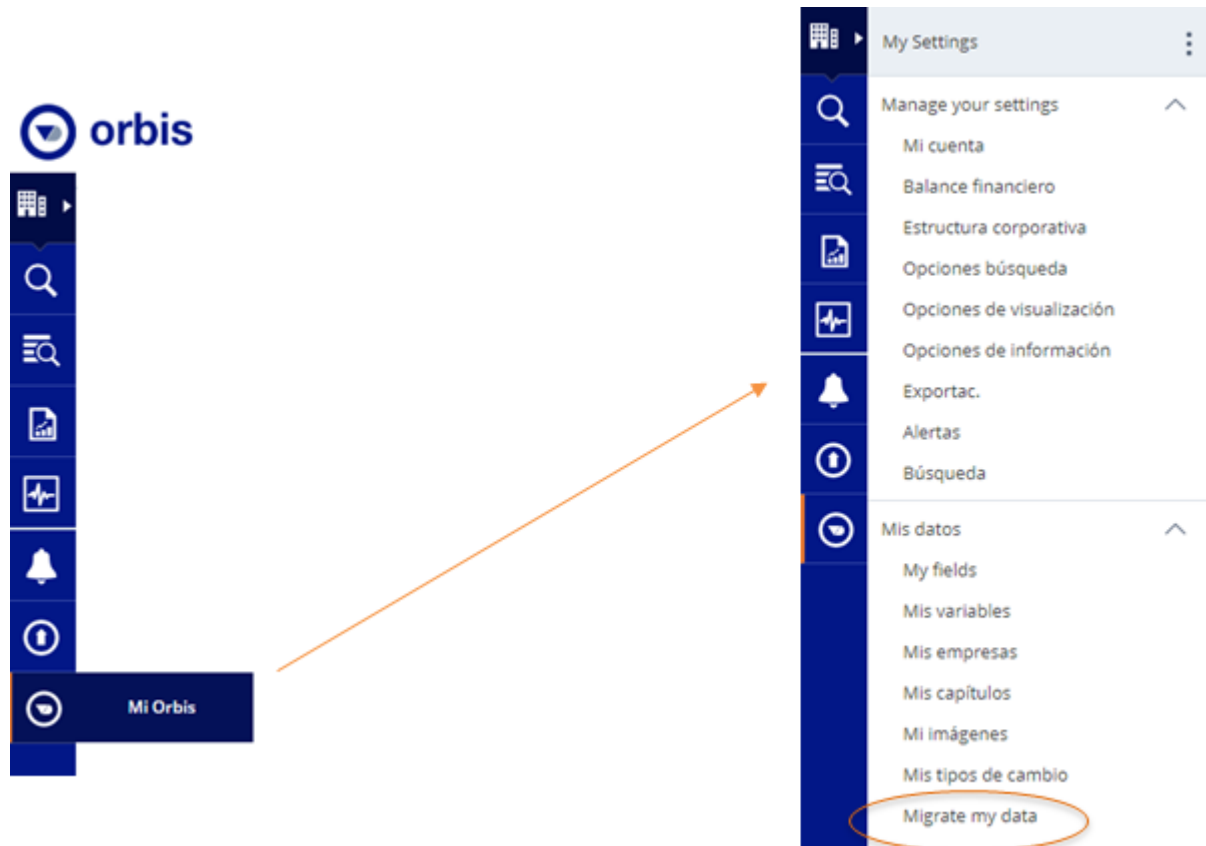 orbis
Mi Orbis
My Settings
Manage your settings
Mi cuenta
Balance financiero
Estructura corporativa
Opciones búsqueda
Opciones de visualización
Opciones de información
Exportac.
Alertas
Búsqueda
Mis datos
My fields
Mis variables
Mis empresas
Mis capítulos
Mi imágenes
Mis tipos de cambio
Migrate my data